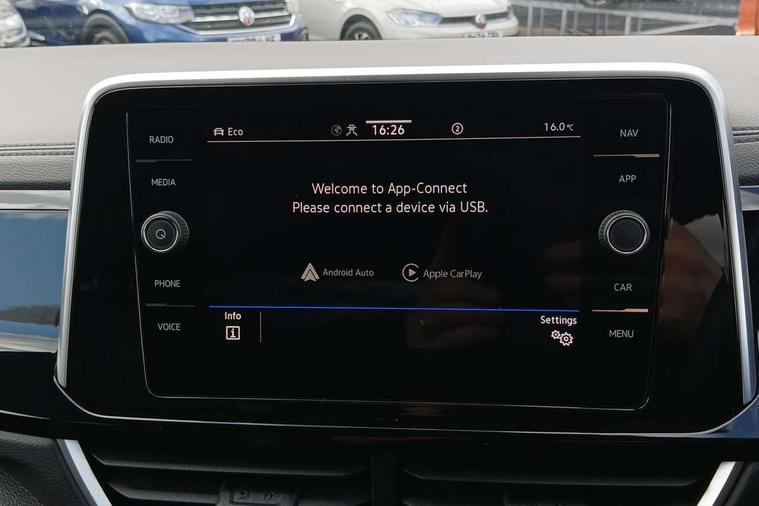 RADIO
MEDIA
PHONE
VOICE
Eco
16:26
2
16.0°C
Welcome to App-Connect
Please connect a device via USB.
Android Auto
Apple CarPlay
Info
Settings
NAV
APP
CAR
MENU